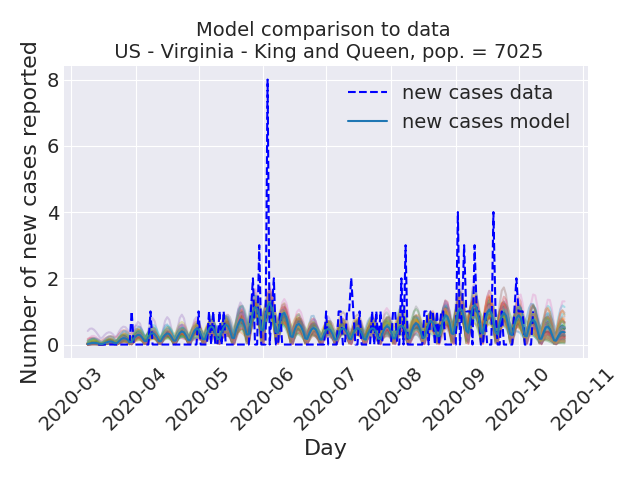 Model comparison to data
US - Virginia - King and Queen, pop. = 7025
Number of new cases reported
8
6
4
2
0
new cases data
new cases model
2020-03
2020-04
2020-05
2020-06
2020-07
2020-08
2020-09
2020-10
2020-11
Day